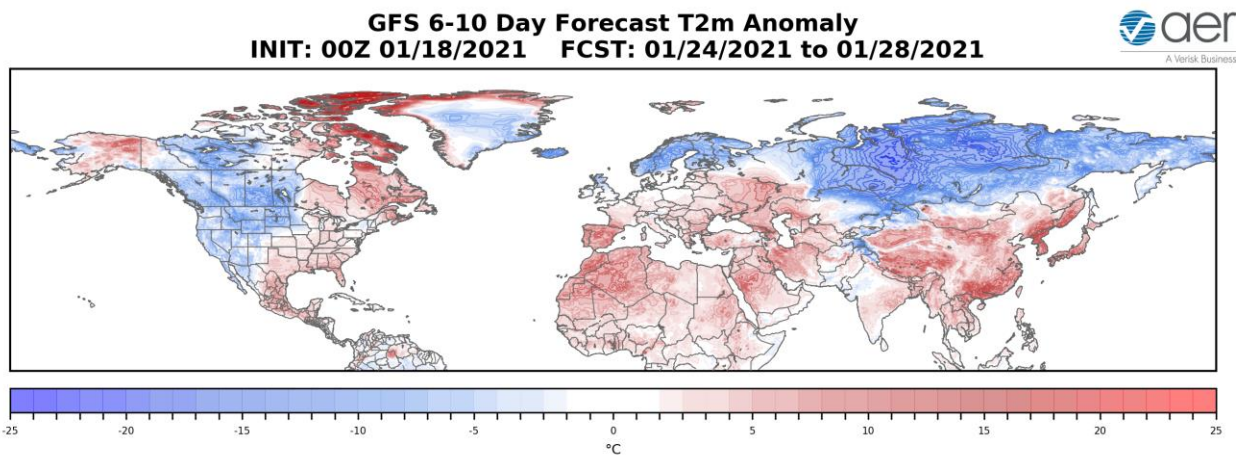 GFS 6-10 Day Forecast T2m Anomaly
INIT: 00Z 01/18/2021 FCST: 01/24/2021 to 01/28/2021
aer
A Verisk Business
-25 -20 -15 -10 -5 0 5 10 15 20 25
°C